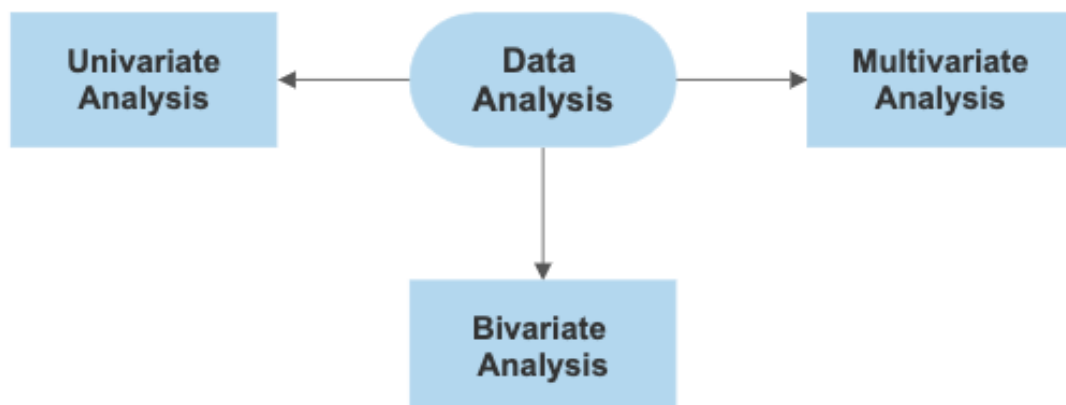 Univariate
Analysis
Data
Analysis
Multivariate
Analysis
Bivariate
Analysis